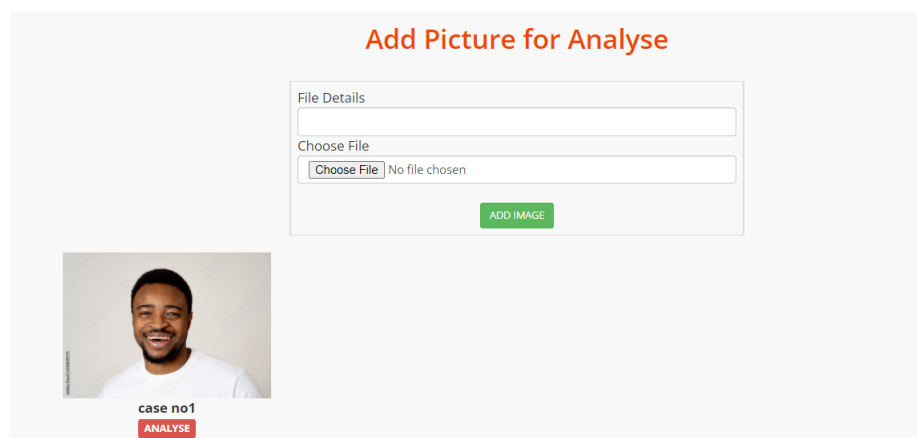 Add Picture for Analyse
File Details
Choose File
Choose File No file chosen
ADD IMAGE
case no1
ANALYSE